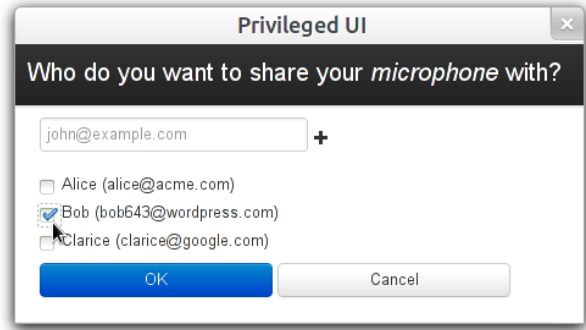 Privileged UI
Who do you want to share your microphone with?
john@example.com
Alice (alice@acme.com)
Bob (bob643@wordpress.com)
Clarice (clarice@google.com)
OK Cancel